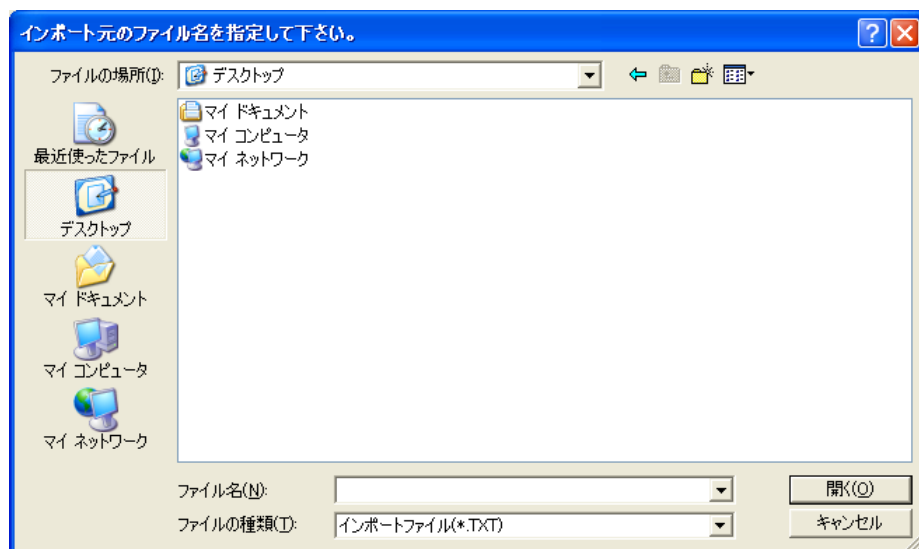 インポート元のファイル名を指定して下さい。
ファイルの場所(I):
デスクトップ
マイ ドキュメント
マイ コンピュータ
マイ ネットワーク
最近使ったファイル
デスクトップ
マイ ドキュメント
マイ コンピュータ
マイ ネットワーク
ファイル名(N):
開く(O)
ファイルの種類(T):
インポートファイル(*.TXT)
キャンセル